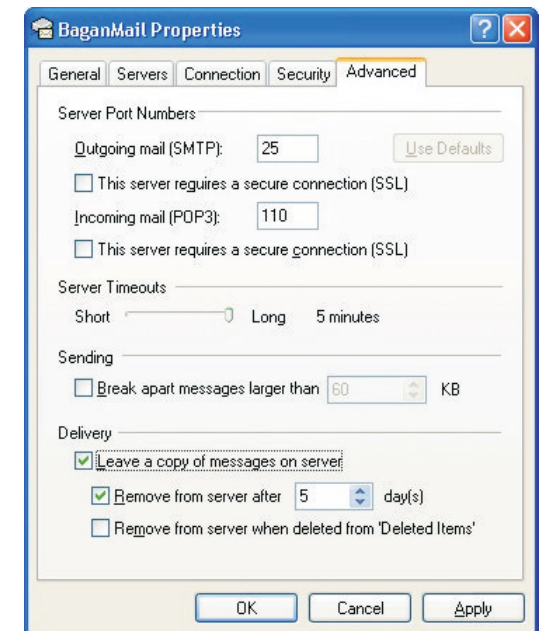 BaganMail Properties
General Servers Connection Security Advanced
Server Port Numbers
Outgoing mail (SMTP): 25 Use Defaults
This server requires a secure connection (SSL)
Incoming mail (POP3): 110
This server requires a secure connection (SSL)
Server Timeouts
Short Long 5 minutes
Sending
Break apart messages larger than 60 KB
Delivery
Leave a copy of messages on server
Remove from server after 5 day(s)
Remove from server when deleted from 'Deleted Items'
OK Cancel Apply